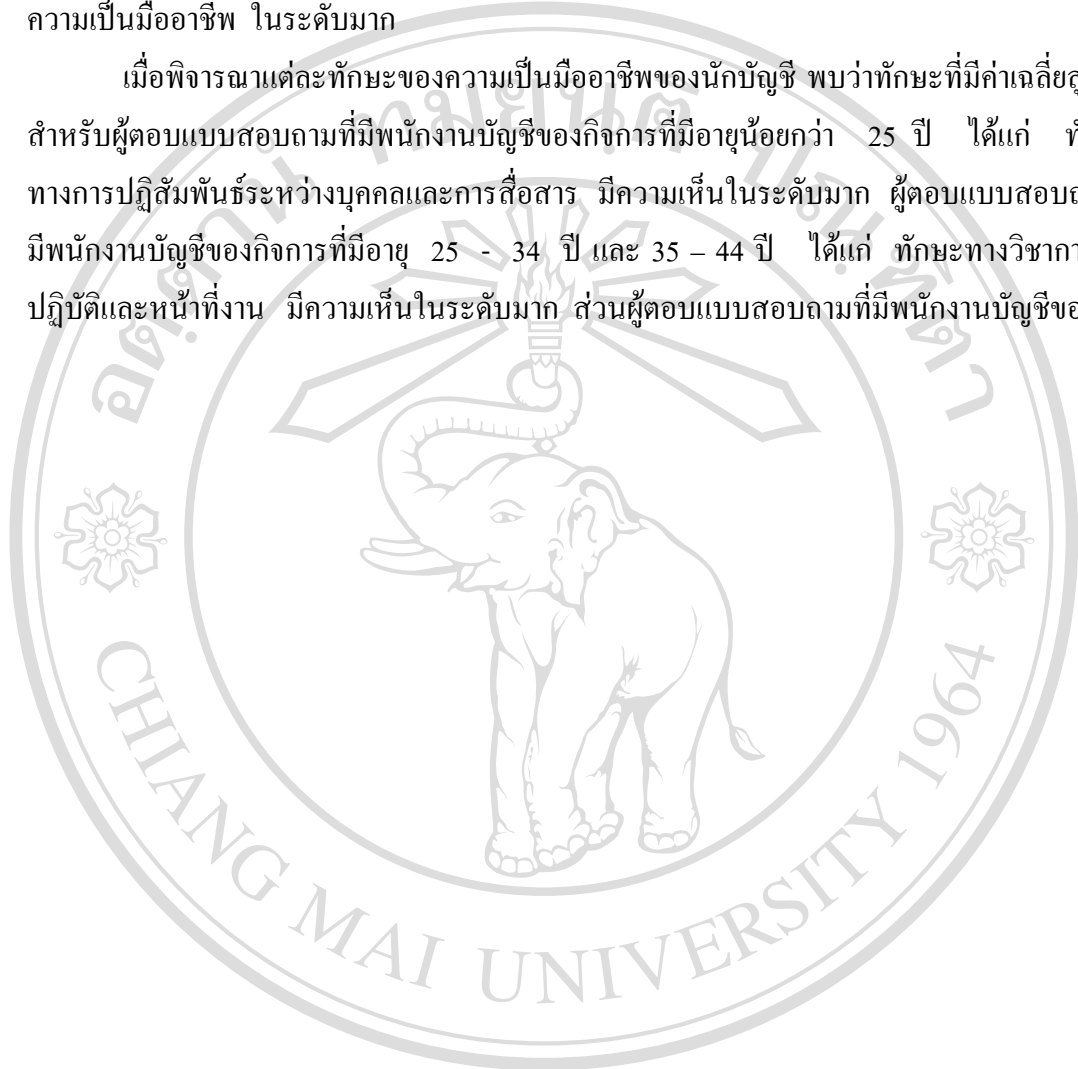 ความเป็นมืออาชีพ ในระดับมาก
เมื่อพิจารณาแต่ละทักษะของความเป็นมืออาชีพของนักบัญชี พบว่าทักษะที่มีค่าเฉลี่ย
สำหรับผู้ตอบแบบสอบถามที่มีพนักงานบัญชีของกิจการที่มีอายุน้อยกว่า 25 ปี ได้แก่
ทางการปฏิสัมพันธ์ระหว่างบุคคลและการสื่อสาร มีความเห็นในระดับมาก ผู้ตอบแบบสอบ
มีพนักงานบัญชีของกิจการที่มีอายุ 25 - 34 ปี และ 35 – 44 ปี ได้แก่ ทักษะทางวิชากา
ปฏิบัติและหน้าที่งาน มีความเห็นในระดับมาก ส่วนผู้ตอบแบบสอบถามที่มีพนักงานบัญชีขอ
อตฺตานํ ทมยนฺติ ปณฺฑิตา
CHIANG MAI UNIVERSITY 1964